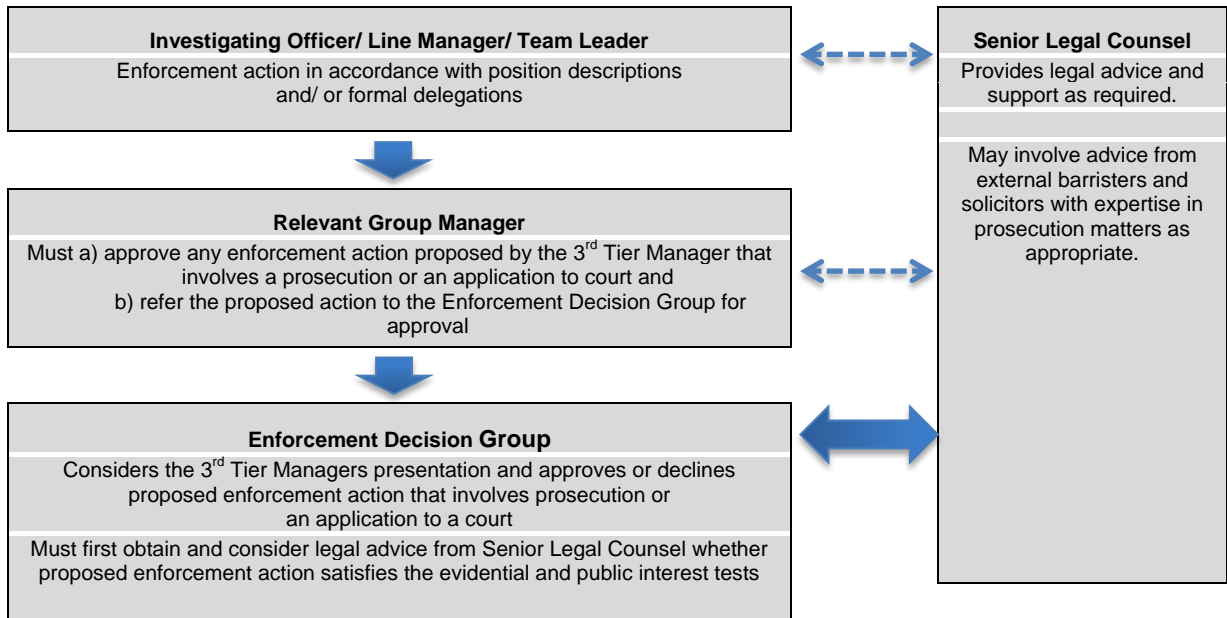 Investigating Officer/ Line Manager/ Team Leader
Enforcement action in accordance with position descriptions
and/ or formal delegations
Relevant Group Manager
Must a) approve any enforcement action proposed by the 3rd Tier Manager that
involves a prosecution or an application to court and
b) refer the proposed action to the Enforcement Decision Group for
approval
Enforcement Decision Group
Considers the 3rd Tier Managers presentation and approves or declines
proposed enforcement action that involves prosecution or
an application to a court
Must first obtain and consider legal advice from Senior Legal Counsel whether
proposed enforcement action satisfies the evidential and public interest tests
Senior Legal Counsel
Provides legal advice and
support as required.
May involve advice from
external barristers and
solicitors with expertise in
prosecution matters as
appropriate.